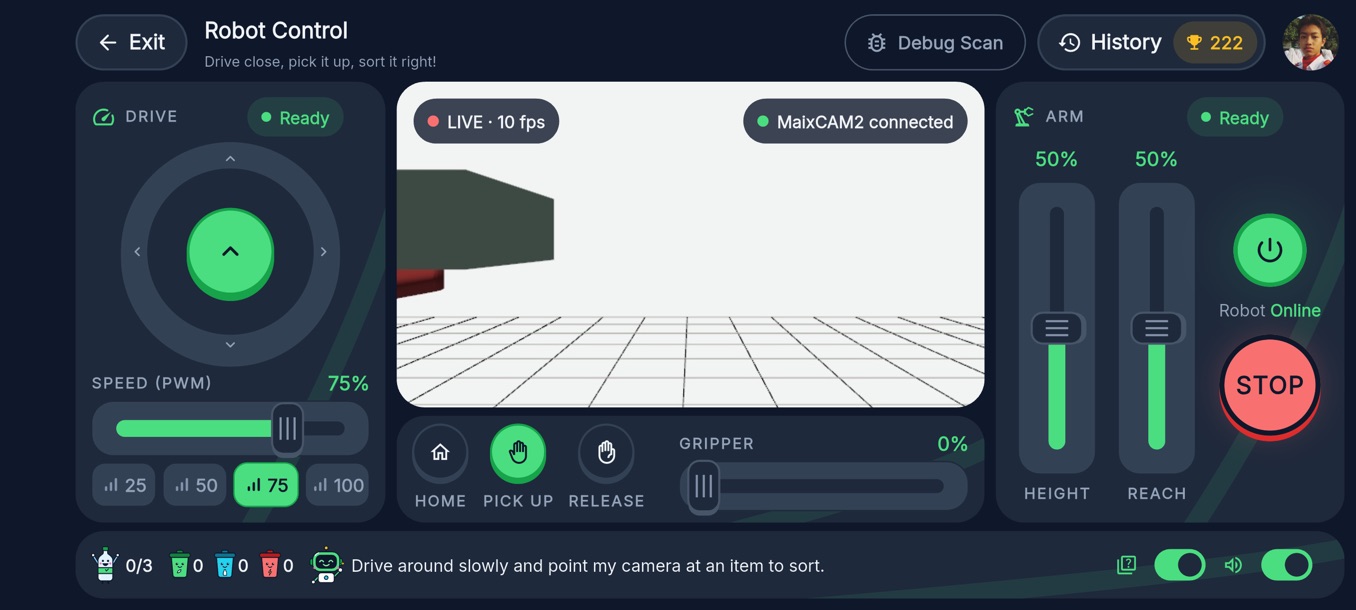 Exit
Robot Control
Drive close, pick it up, sort it right!
Debug Scan
History
222
DRIVE
Ready
SPEED (PWM)
75%
25
50
75
100
LIVE · 10 fps
MaixCAM2 connected
HOME
PICK UP
RELEASE
GRIPPER
0%
ARM
Ready
50%
50%
HEIGHT
REACH
Robot Online
STOP
0/3
0
0
0
Drive around slowly and point my camera at an item to sort.